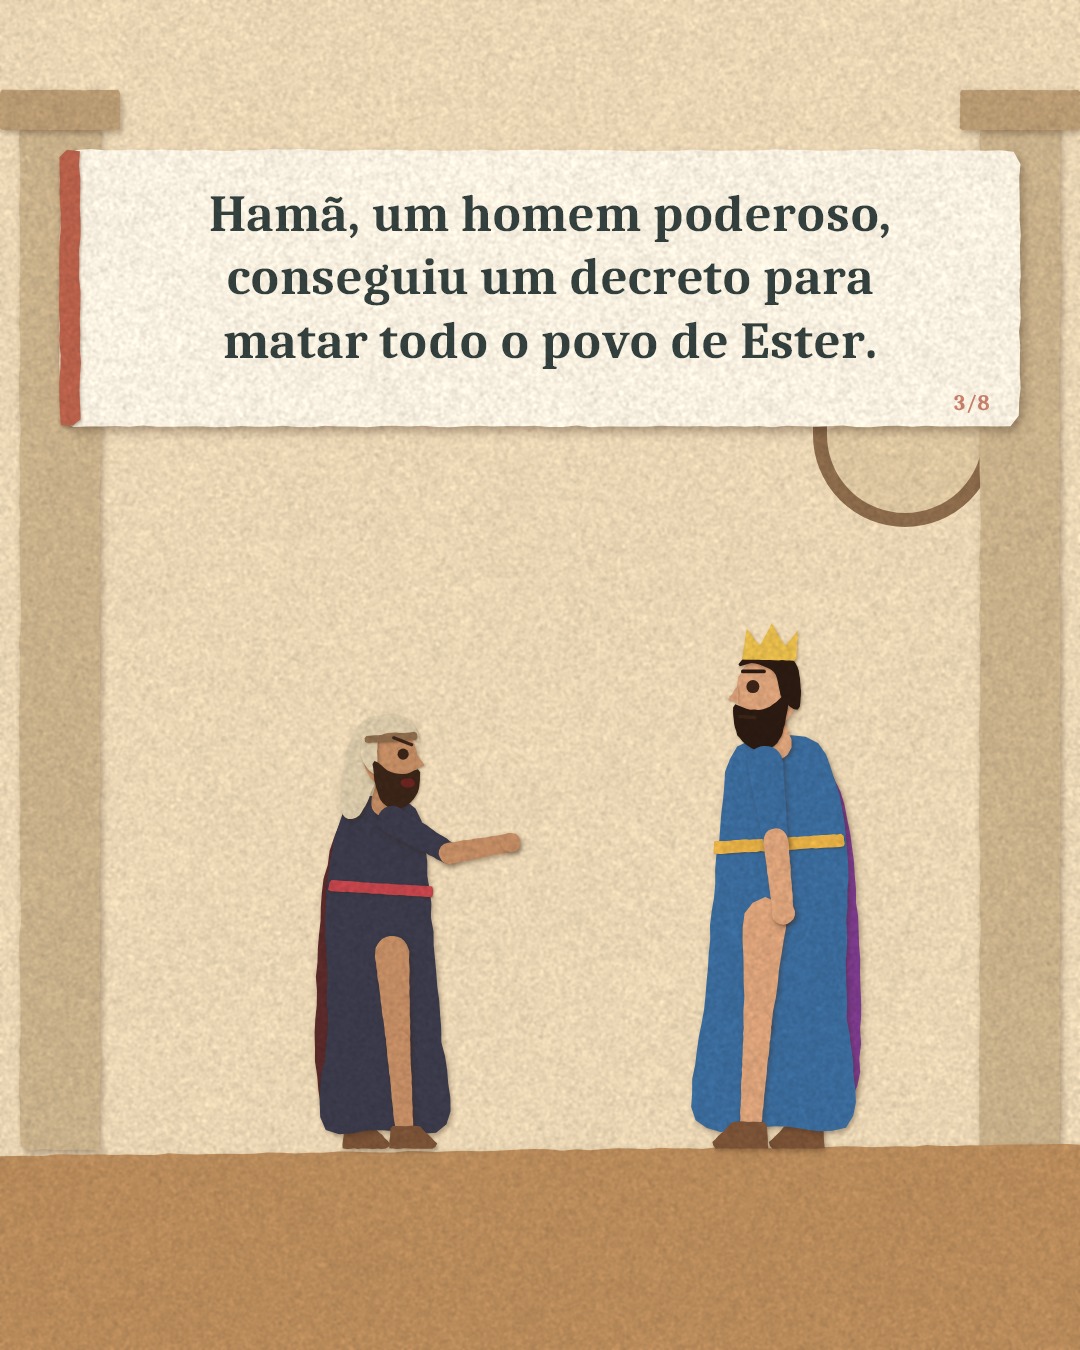 Hamã, um homem poderoso,
conseguiu um decreto para
matar todo o povo de Ester.
3/8